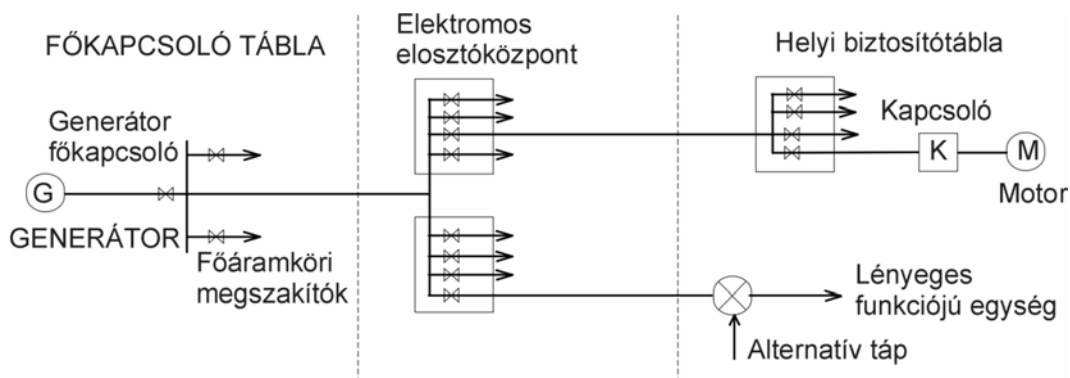 FŐKAPCSOLÓ TÁBLA
Generátor
főkapcsoló
G
GENERÁTOR
Főáramköri
megszakítók
Elektromos
elosztóközpont
Helyi biztosítótábla
Kapcsoló
K
M
Motor
Lényeges
funkciójú egység
Alternatív táp